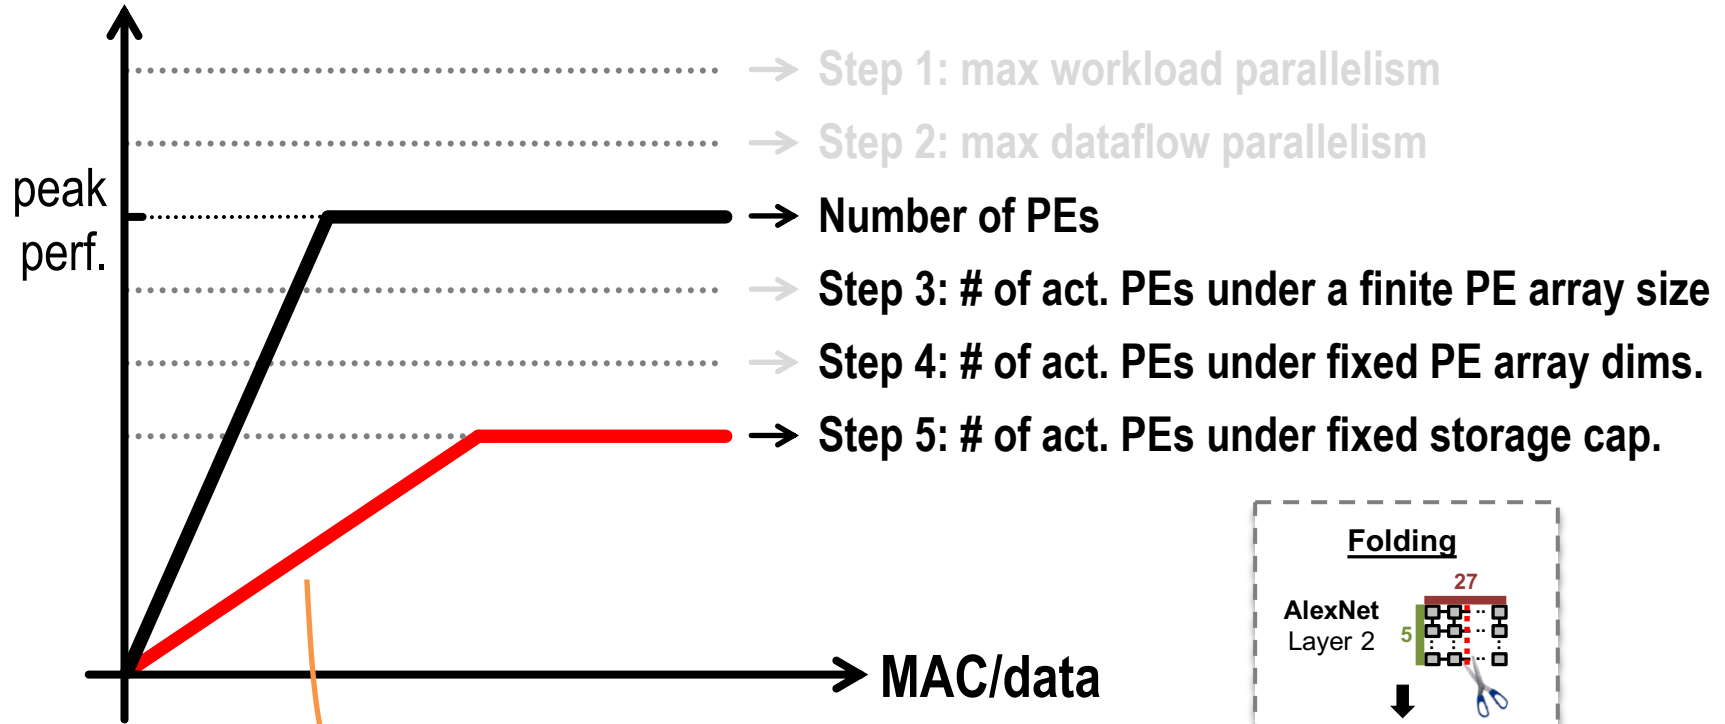 Step 1: max workload parallelism
Step 2: max dataflow parallelism
peak
perf.
Number of PEs
Step 3: # of act. PEs under a finite PE array size
Step 4: # of act. PEs under fixed PE array dims.
Step 5: # of act. PEs under fixed storage cap.
MAC/data
Folding
27
AlexNet
Layer 2
5